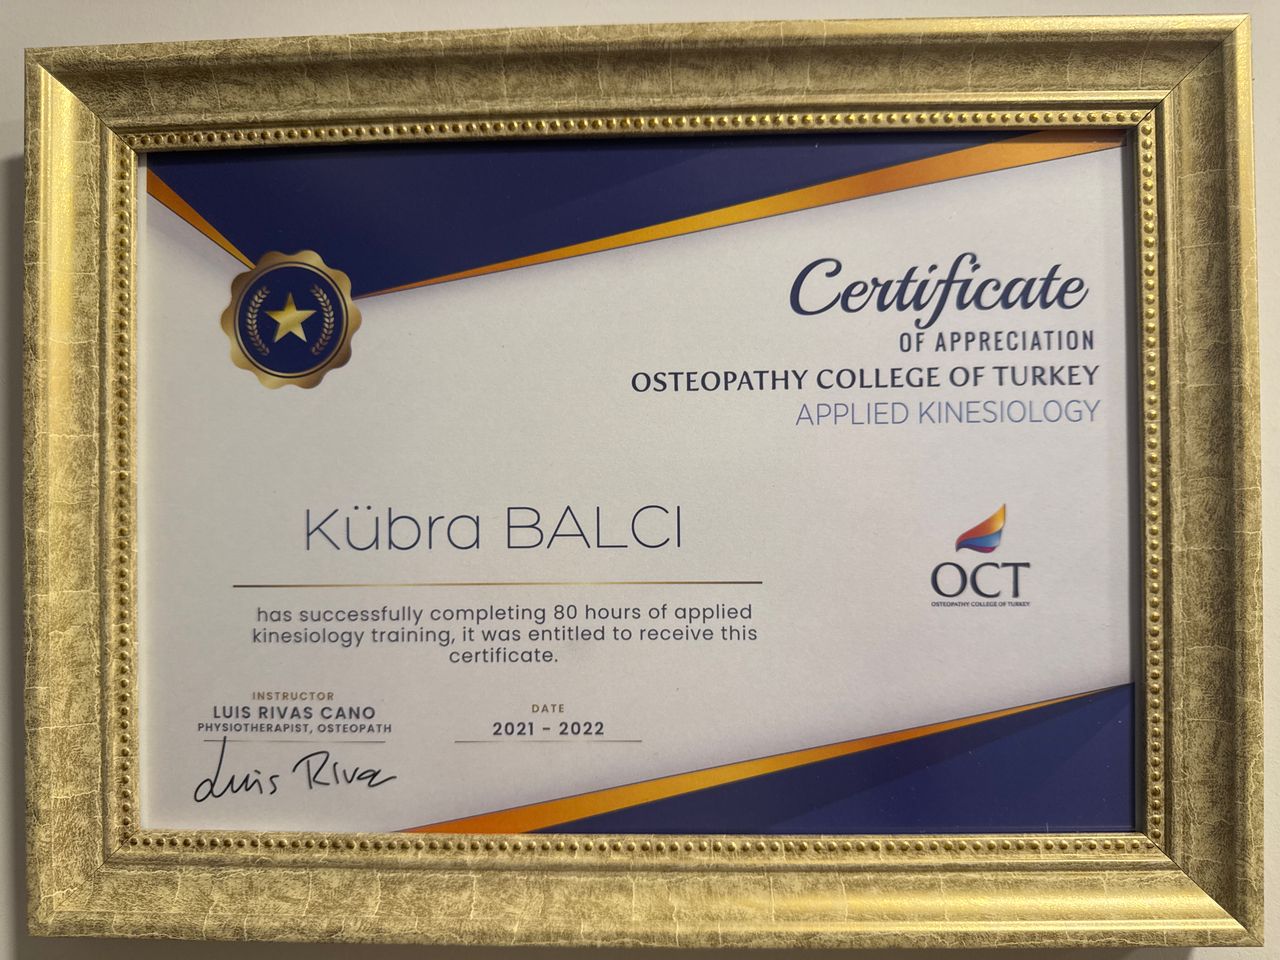 Certificate
OF APPRECIATION
OSTEOPATHY COLLEGE OF TURKEY
APPLIED KINESIOLOGY
Kübra BALCI
has successfully completing 80 hours of applied
kinesiology training, it was entitled to receive this
certificate.
OCT
OSTEOPATHY COLLEGE OF TURKEY
INSTRUCTOR
LUIS RIVAS CANO
PHYSIOTHERAPIST, OSTEOPATH
DATE
2021 - 2022
Luis Riva